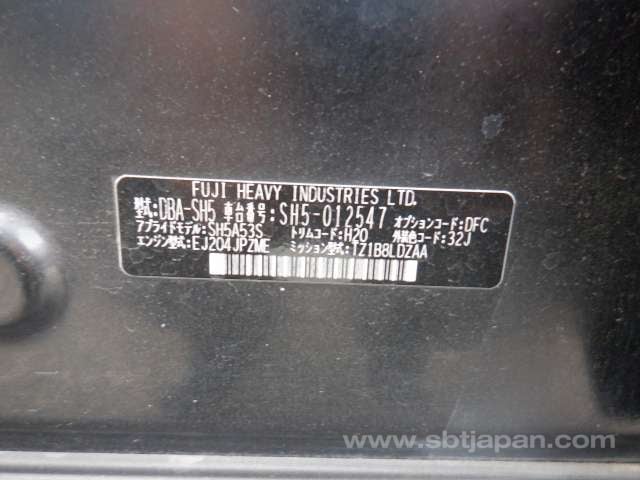 FUJI HEAVY INDUSTRIES LTD.
型式:DBA-SH5 車台番号:SH5-012547 オプションコード:DFC
アプライドモデル:SH5A53S トリムコード:H20 外装色コード:32J
エンジン型式:EJ204JPZME ミッション型式:TZ1B8LDZAA
www.sbtjapan.com